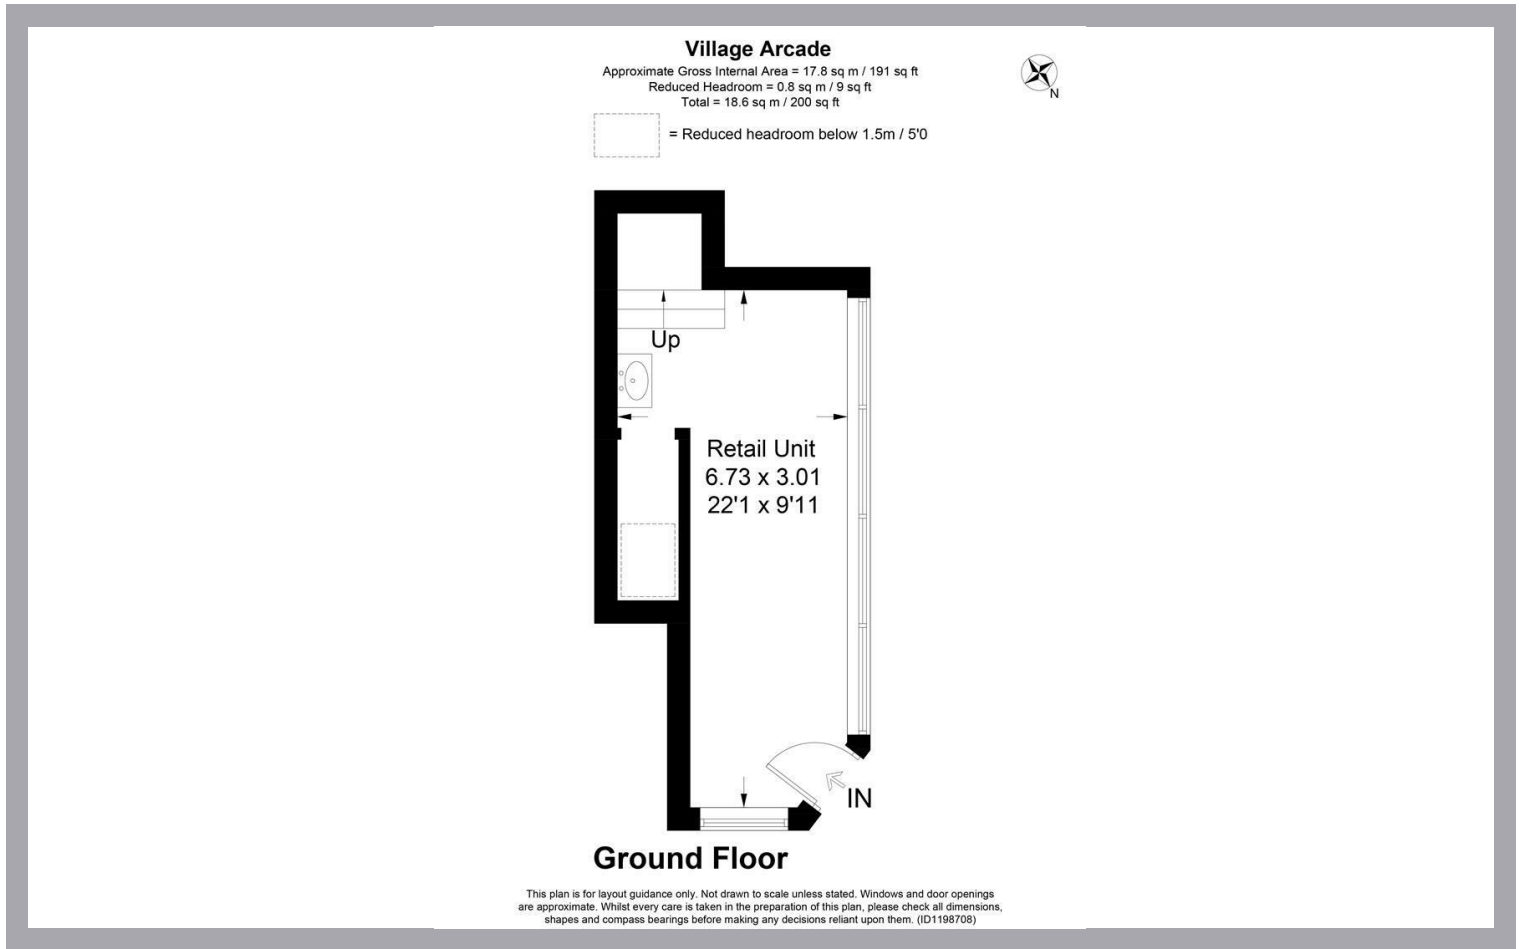 Village Arcade
Approximate Gross Internal Area = 17.8 sq m / 191 sq ft
Reduced Headroom = 0.8 sq m / 9 sq ft
Total = 18.6 sq m / 200 sq ft
N
= Reduced headroom below 1.5m / 5'0
Up
Retail Unit
6.73 x 3.01
22'1 x 9'11
IN
Ground Floor
This plan is for layout guidance only. Not drawn to scale unless stated. Windows and door openings
are approximate. Whilst every care is taken in the preparation of this plan, please check all dimensions,
shapes and compass bearings before making any decisions reliant upon them. (ID1198708)